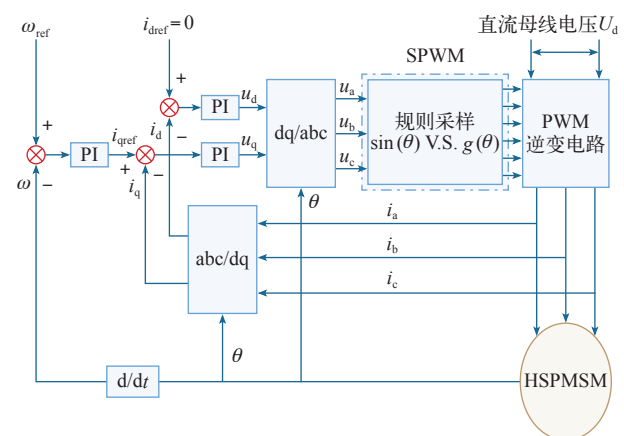 ω_ref
i_dref=0
直流母线电压U_d
SPWM
+
+
PI
u_d
u_a
规则采样
sin(θ) V.S. g(θ)
PWM
逆变电路
i_qref
i_d
−
dq/abc
u_b
PI
+
−
PI
u_q
u_c
ω
−
i_q
θ
i_a
abc/dq
i_b
i_c
θ
d/dt
HSPMSM